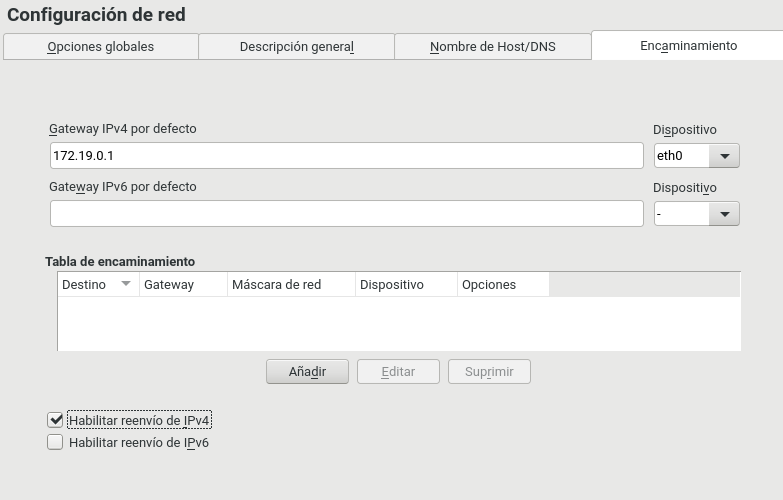 Configuración de red
Opciones globales Descripción general Nombre de Host/DNS Encaminamiento
Gateway IPv4 por defecto Dispositivo
172.19.0.1 eth0
Gateway IPv6 por defecto Dispositivo
-
Tabla de encaminamiento
Destino Gateway Máscara de red Dispositivo Opciones
Añadir Editar Suprimir
Habilitar reenvío de IPv4
Habilitar reenvío de IPv6